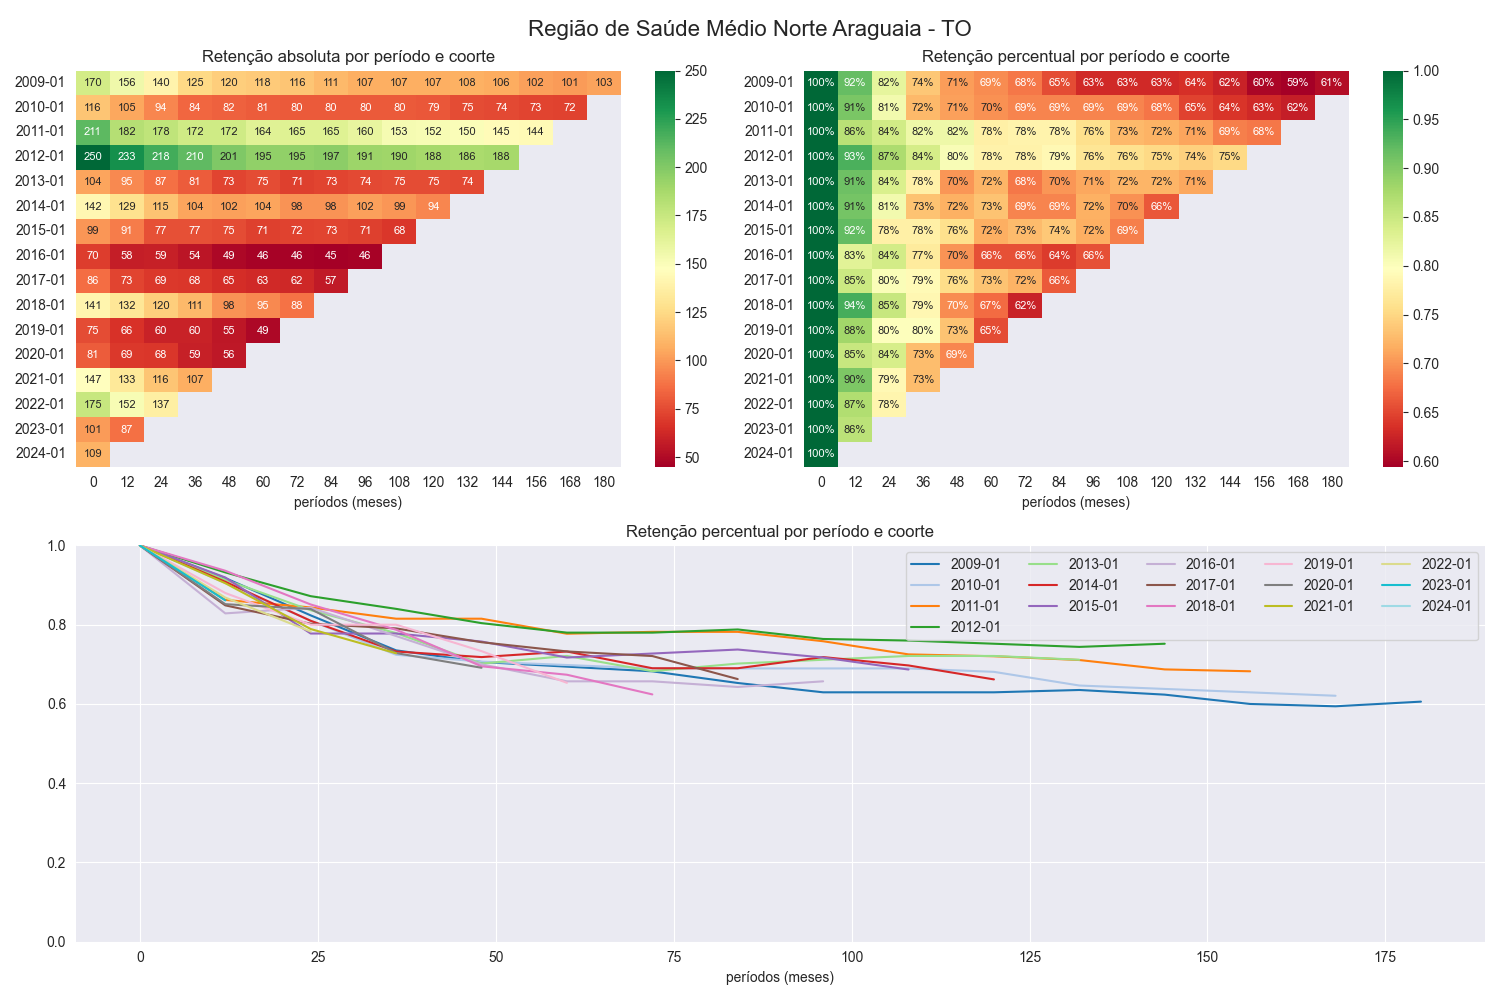 Região de Saúde Médio Norte Araguaia - TO
Retenção absoluta por período e coorte
2009-01 170 156 140 125 120 118 116 111 107 107 107 108 106 102 101 103
2010-01 116 105 94 84 82 81 80 80 80 80 79 75 74 73 72
2011-01 211 182 178 172 172 164 165 165 160 153 152 150 145 144
2012-01 250 233 218 210 201 195 195 197 191 190 188 186 188
2013-01 104 95 87 81 73 75 71 73 74 75 75 74
2014-01 142 129 115 104 102 104 98 98 102 99 94
2015-01 99 91 77 77 75 71 72 73 71 68
2016-01 70 58 59 54 49 46 46 45 46
2017-01 86 73 69 68 65 63 62 57
2018-01 141 132 120 111 98 95 88
2019-01 75 66 60 60 55 49
2020-01 81 69 68 59 56
2021-01 147 133 116 107
2022-01 175 152 137
2023-01 101 87
2024-01 109
0 12 24 36 48 60 72 84 96 108 120 132 144 156 168 180
períodos (meses)
250
225
200
175
150
125
100
75
50
Retenção percentual por período e coorte
2009-01 100% 92% 82% 74% 71% 69% 68% 65% 63% 63% 63% 64% 62% 60% 59% 61%
2010-01 100% 91% 81% 72% 71% 70% 69% 69% 69% 69% 68% 65% 64% 63% 62%
2011-01 100% 86% 84% 82% 82% 78% 78% 78% 76% 73% 72% 71% 69% 68%
2012-01 100% 93% 87% 84% 80% 78% 78% 79% 76% 76% 75% 74% 75%
2013-01 100% 91% 84% 78% 70% 72% 68% 70% 71% 72% 72% 71%
2014-01 100% 91% 81% 73% 72% 73% 69% 69% 72% 70% 66%
2015-01 100% 92% 78% 78% 76% 72% 73% 74% 72% 69%
2016-01 100% 83% 84% 77% 70% 66% 66% 64% 66%
2017-01 100% 85% 80% 79% 76% 73% 72% 66%
2018-01 100% 94% 85% 79% 70% 67% 62%
2019-01 100% 88% 80% 80% 73% 65%
2020-01 100% 85% 84% 73% 69%
2021-01 100% 90% 79% 73%
2022-01 100% 87% 78%
2023-01 100% 86%
2024-01 100%
0 12 24 36 48 60 72 84 96 108 120 132 144 156 168 180
períodos (meses)
1.00
0.95
0.90
0.85
0.80
0.75
0.70
0.65
0.60
Retenção percentual por período e coorte
1.0
0.8
0.6
0.4
0.2
0.0
2009-01 2013-01 2016-01 2019-01 2022-01
2010-01 2014-01 2017-01 2020-01 2023-01
2011-01 2015-01 2018-01 2021-01 2024-01
2012-01
0 25 50 75 100 125 150 175
períodos (meses)